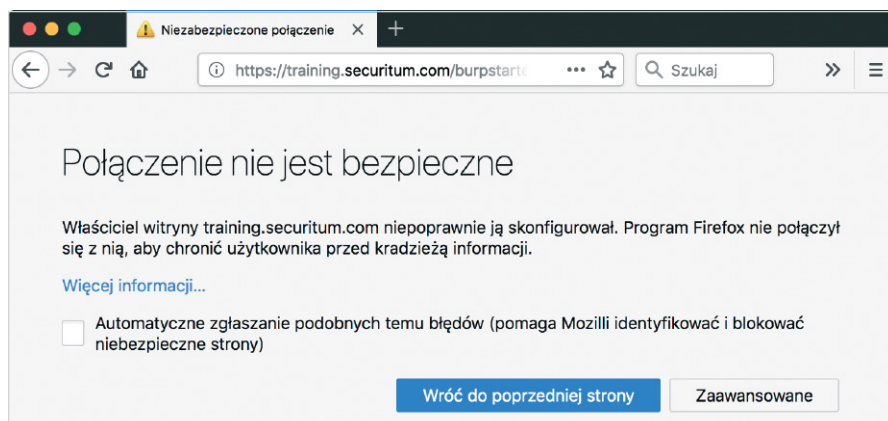 Niezabezpieczone połączenie
https://training.securitum.com/burpstarte
Szukaj
Połączenie nie jest bezpieczne
Właściciel witryny training.securitum.com niepoprawnie ją skonfigurował. Program Firefox nie połączył
się z nią, aby chronić użytkownika przed kradzieżą informacji.
Więcej informacji...
Automatyczne zgłaszanie podobnych temu błędów (pomaga Mozilli identyfikować i blokować
niebezpieczne strony)
Wróć do poprzedniej strony
Zaawansowane